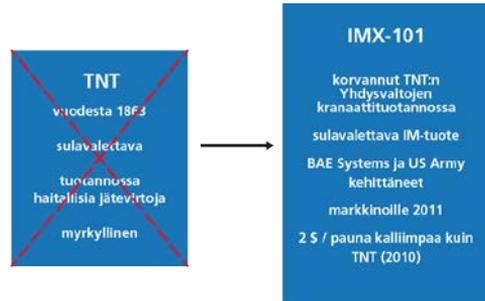 TNT
vuodesta 1863
sulavalettava
tuotannossa
haitallisia jätevirtoja
myrkyllinen
IMX-101
korvannut TNT:n
Yhdysvaltojen
kranaattituotannossa
sulavalettava IM-tuote
BAE Systems ja US Army
kehittäneet
markkinoille 2011
2 $ / pauna kalliimpaa kuin
TNT (2010)